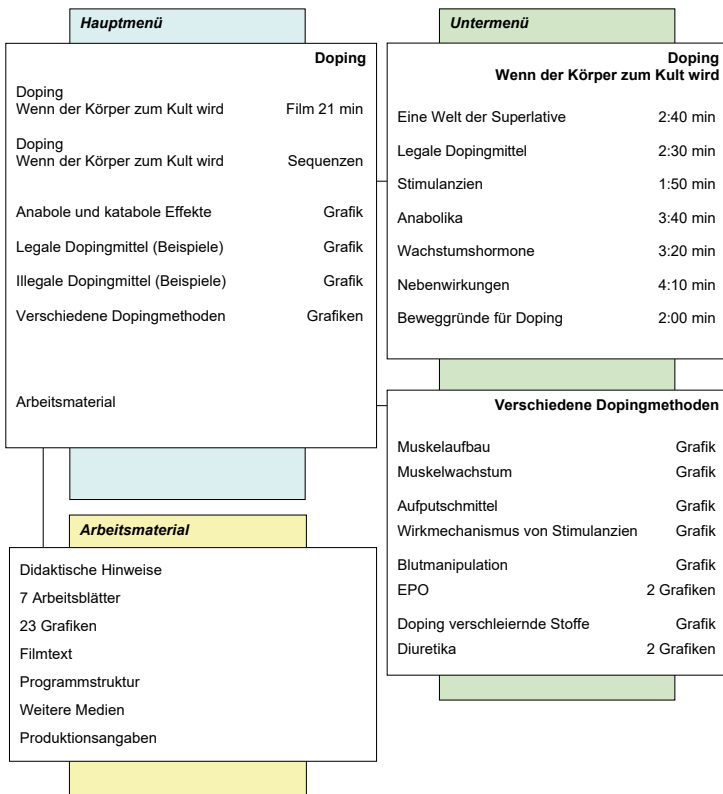 Hauptmenü
Doping
Doping
Wenn der Körper zum Kult wird Film 21 min
Doping
Wenn der Körper zum Kult wird Sequenzen
Anabole und katabole Effekte Grafik
Legale Dopingmittel (Beispiele) Grafik
Illegale Dopingmittel (Beispiele) Grafik
Verschiedene Dopingmethoden Grafiken
Arbeitsmaterial
Untermenü
Doping
Wenn der Körper zum Kult wird
Eine Welt der Superlative 2:40 min
Legale Dopingmittel 2:30 min
Stimulanzien 1:50 min
Anabolika 3:40 min
Wachstumshormone 3:20 min
Nebenwirkungen 4:10 min
Beweggründe für Doping 2:00 min
Verschiedene Dopingmethoden
Muskelaufbau Grafik
Muskelwachstum Grafik
Aufputschmittel Grafik
Wirkmechanismus von Stimulanzien Grafik
Blutmanipulation Grafik
EPO 2 Grafiken
Doping verschleiernde Stoffe Grafik
Diuretika 2 Grafiken
Arbeitsmaterial
Didaktische Hinweise
7 Arbeitsblätter
23 Grafiken
Filmtext
Programmstruktur
Weitere Medien
Produktionsangaben